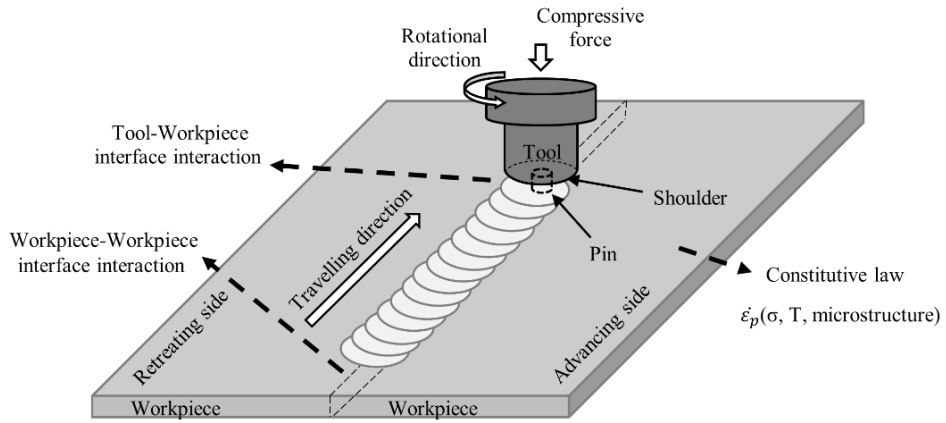 Compressive
force
Rotational
direction
Tool-Workpiece
interface interaction
Tool
Shoulder
Pin
Workpiece-Workpiece
interface interaction
Travelling direction
Constitutive law
ε̇p(σ, T, microstructure)
Retreating side
Advancing side
Workpiece
Workpiece